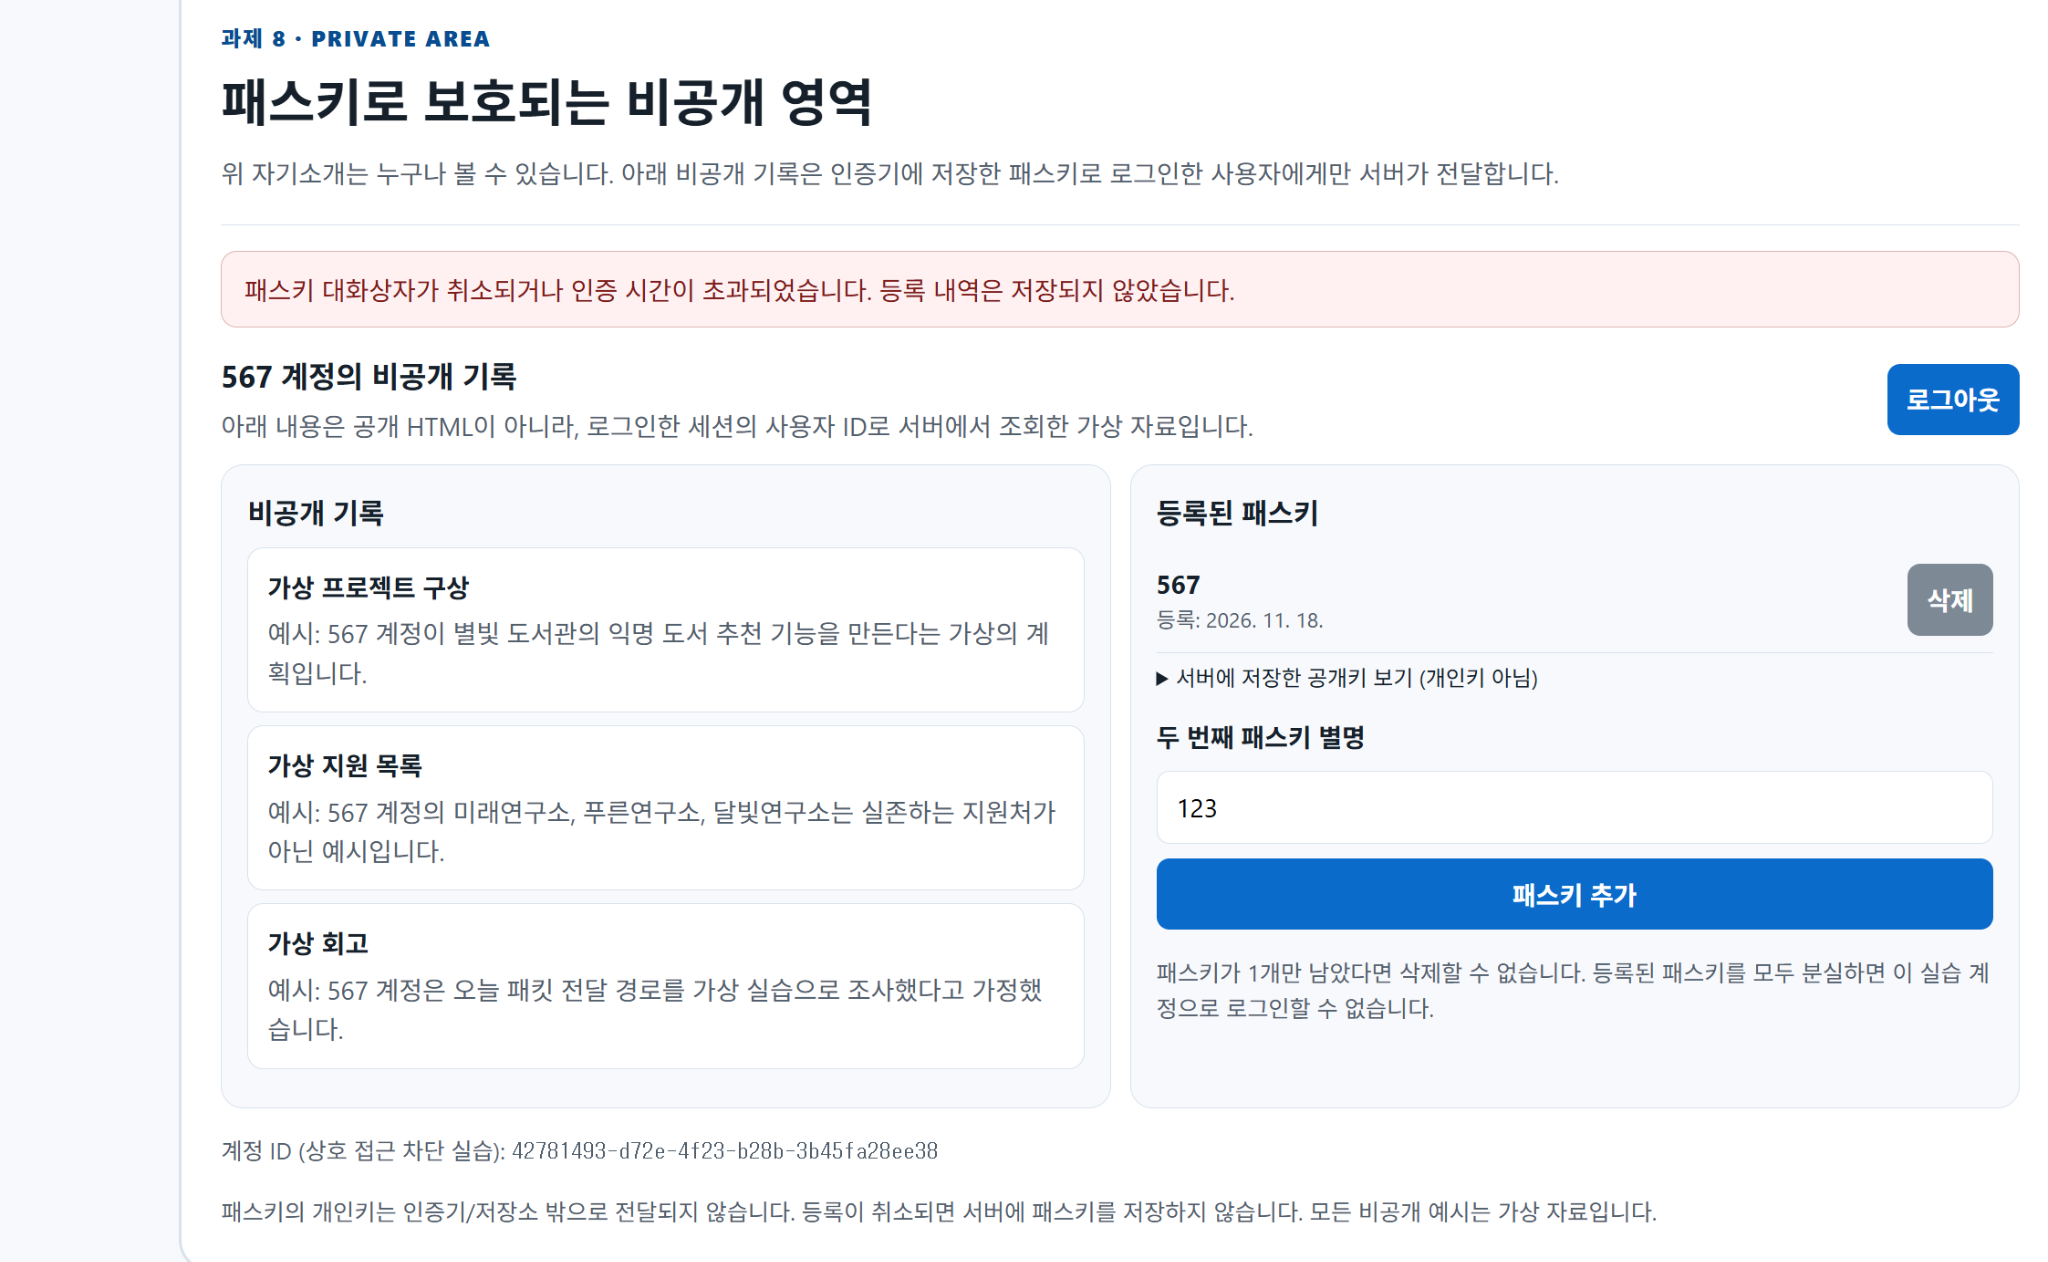 과제 8 · PRIVATE AREA
패스키로 보호되는 비공개 영역
위 자기소개는 누구나 볼 수 있습니다. 아래 비공개 기록은 인증기에 저장한 패스키로 로그인한 사용자에게만 서버가 전달합니다.
패스키 대화상자가 취소되거나 인증 시간이 초과되었습니다. 등록 내역은 저장되지 않았습니다.
567 계정의 비공개 기록
아래 내용은 공개 HTML이 아니라, 로그인한 세션의 사용자 ID로 서버에서 조회한 가상 자료입니다.
로그아웃
비공개 기록
가상 프로젝트 구상
예시: 567 계정이 별빛 도서관의 익명 도서 추천 기능을 만든다는 가상의 계
획입니다.
가상 지원 목록
예시: 567 계정의 미래연구소, 푸른연구소, 달빛연구소는 실존하는 지원처가
아닌 예시입니다.
가상 회고
예시: 567 계정은 오늘 패킷 전달 경로를 가상 실습으로 조사했다고 가정했
습니다.
등록된 패스키
567
등록: 2026. 11. 18.
삭제
▶ 서버에 저장한 공개키 보기 (개인키 아님)
두 번째 패스키 별명
123
패스키 추가
패스키가 1개만 남았다면 삭제할 수 없습니다. 등록된 패스키를 모두 분실하면 이 실습 계
정으로 로그인할 수 없습니다.
계정 ID (상호 접근 차단 실습): 42781493-d72e-4f23-b28b-3b45fa28ee38
패스키의 개인키는 인증기/저장소 밖으로 전달되지 않습니다. 등록이 취소되면 서버에 패스키를 저장하지 않습니다. 모든 비공개 예시는 가상 자료입니다.